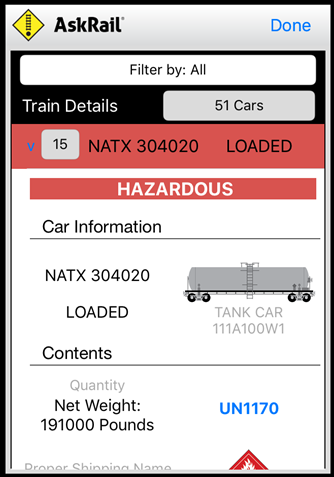 AskRail®
Done
Filter by: All
Train Details
51 Cars
v 15 NATX 304020 LOADED
HAZARDOUS
Car Information
NATX 304020
LOADED
TANK CAR
111A100W1
Contents
Quantity
Net Weight:
191000 Pounds
UN1170
Proper Shipping Name